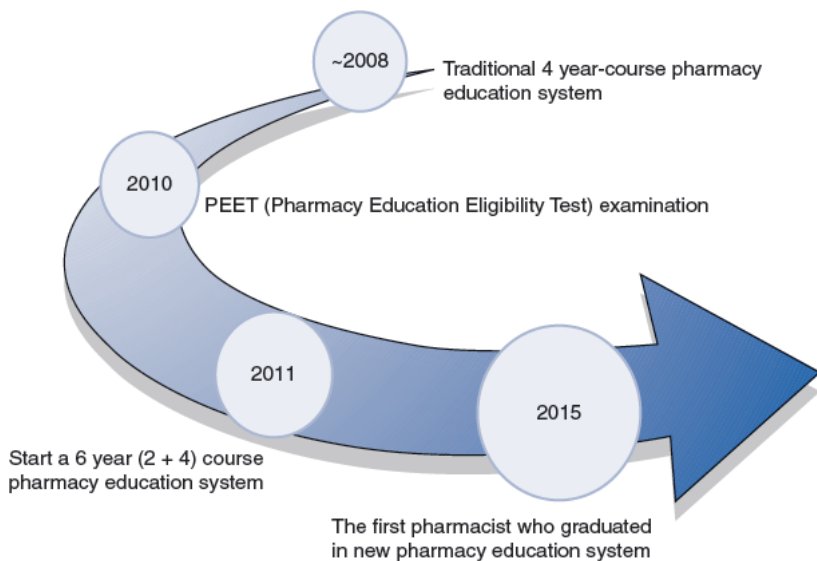 ~2008
Traditional 4 year-course pharmacy
education system
2010
PEET (Pharmacy Education Eligibility Test) examination
2011
Start a 6 year (2 + 4) course
pharmacy education system
2015
The first pharmacist who graduated
in new pharmacy education system